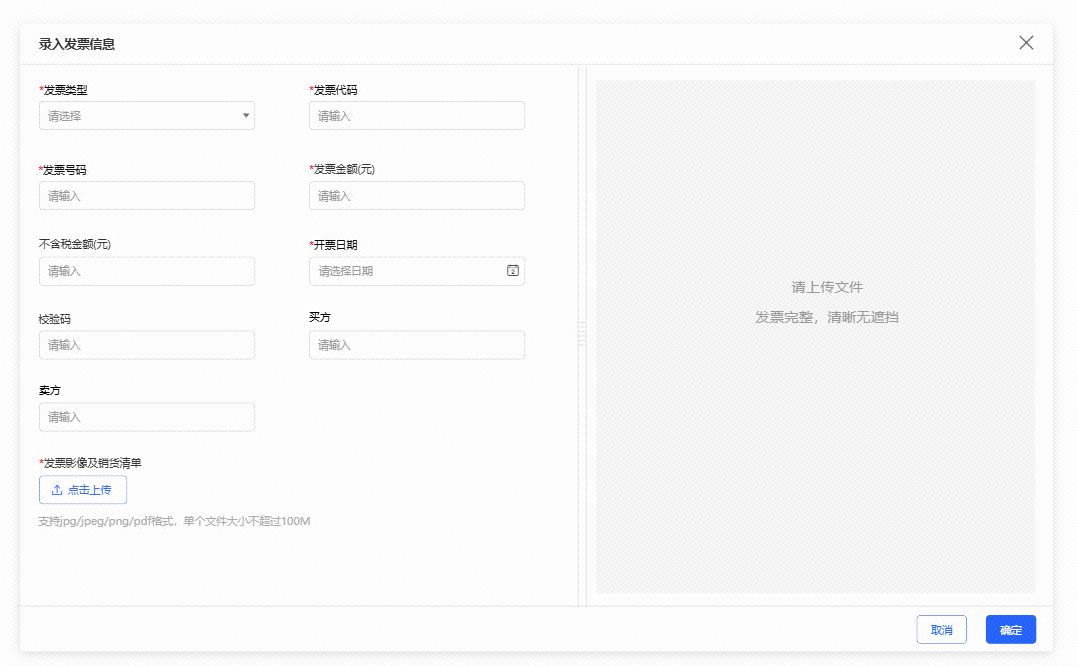 录入发票信息
*发票类型
*发票代码
请选择
请输入
*发票号码
*发票金额(元)
请输入
请输入
不含税金额(元)
*开票日期
请输入
请选择日期
校验码
买方
请输入
请输入
卖方
请输入
*发票影像及销货清单
点击上传
支持jpg/jpeg/png/pdf格式，单个文件大小不超过100M
请上传文件
发票完整，清晰无遮挡
取消
确定